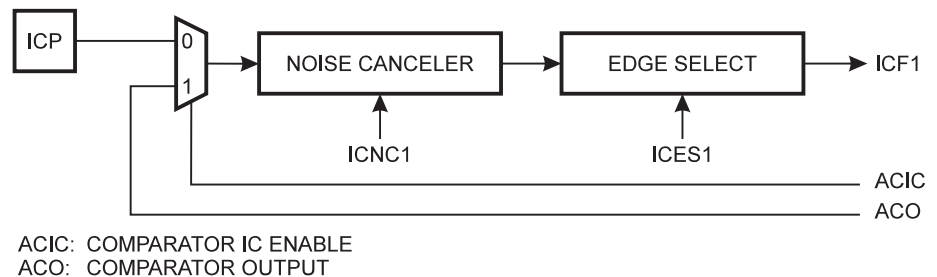 ICP
0
1
NOISE CANCELER
EDGE SELECT
ICF1
ICNC1
ICES1
ACIC
ACO
ACIC: COMPARATOR IC ENABLE
ACO: COMPARATOR OUTPUT